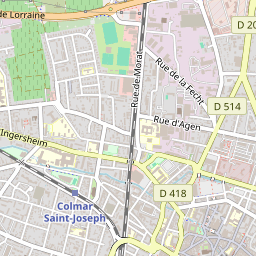 de Lorraine
D 20
Rue de Morat
Rue de la Fecht
D 514
Rue d'Agen
Ingersheim
D 418
Colmar
Saint-Joseph